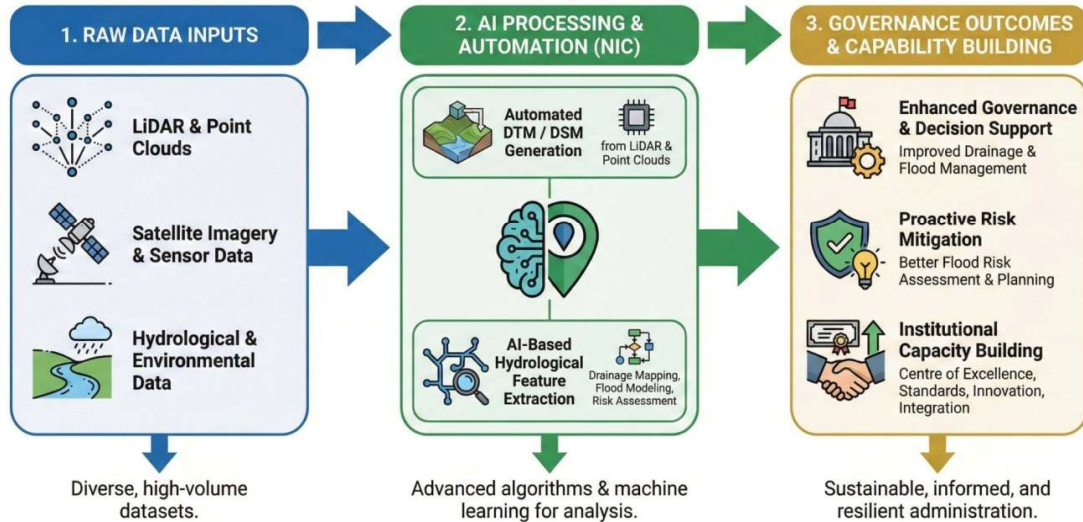 1. RAW DATA INPUTS
LiDAR & Point
Clouds
Satellite Imagery
& Sensor Data
Hydrological &
Environmental
Data
Diverse, high-volume
datasets.
2. AI PROCESSING &
AUTOMATION (NIC)
Automated
DTM / DSM
Generation
from LiDAR &
Point Clouds
AI-Based
Hydrological
Feature
Extraction
Drainage Mapping,
Flood Modeling,
Risk Assessment
Advanced algorithms & machine
learning for analysis.
3. GOVERNANCE OUTCOMES
& CAPABILITY BUILDING
Enhanced Governance
& Decision Support
Improved Drainage &
Flood Management
Proactive Risk
Mitigation
Better Flood Risk
Assessment & Planning
Institutional
Capacity Building
Centre of Excellence,
Standards, Innovation,
Integration
Sustainable, informed, and
resilient administration.